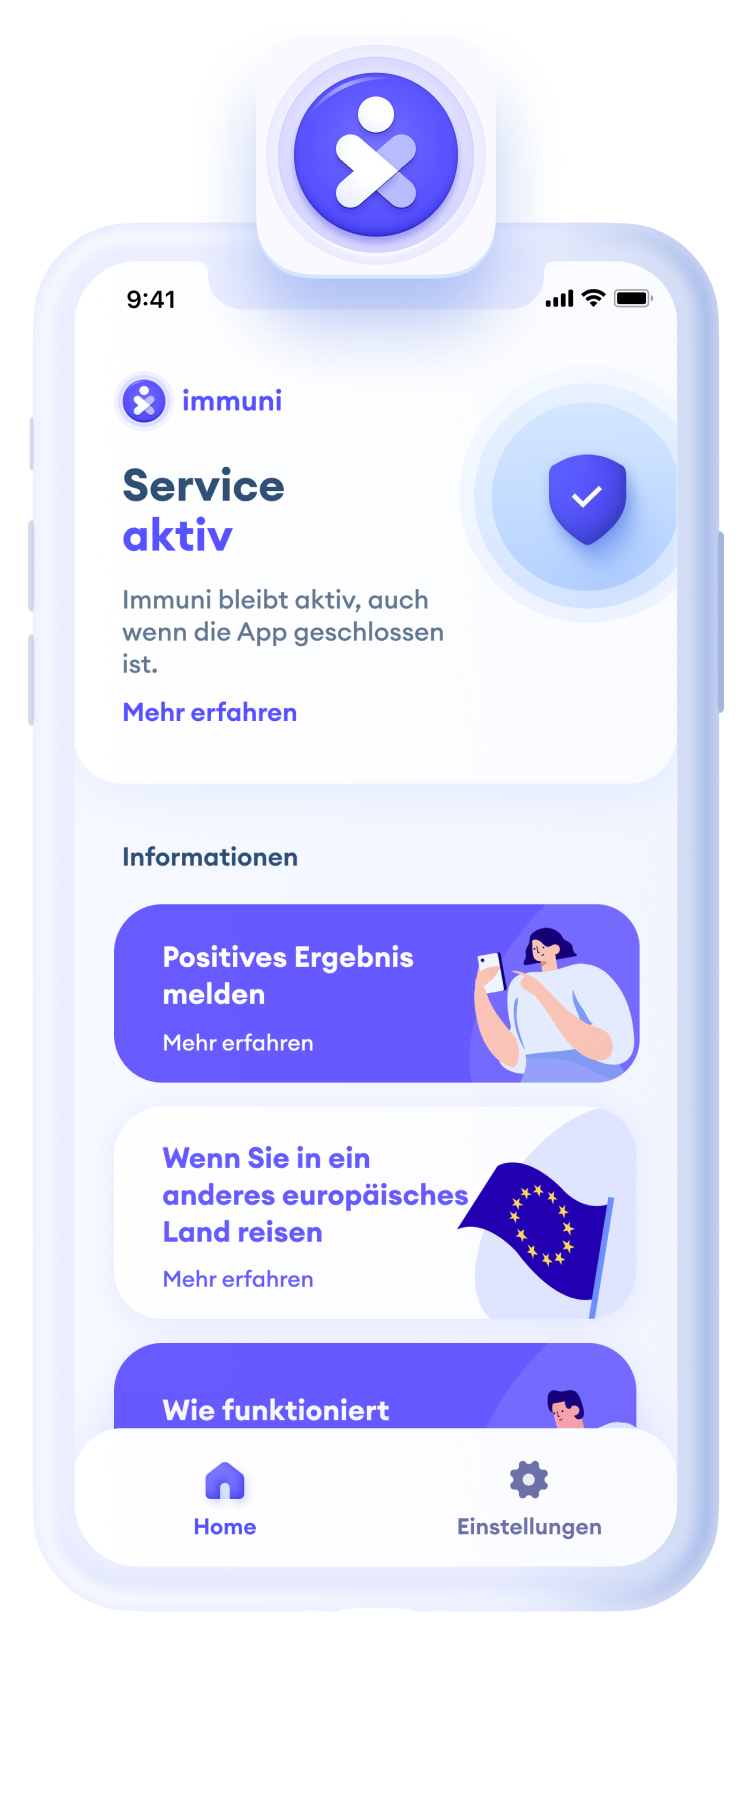 9:41
immuni
Service
aktiv
Immuni bleibt aktiv, auch
wenn die App geschlossen
ist.
Mehr erfahren
Informationen
Positives Ergebnis
melden
Mehr erfahren
Wenn Sie in ein
anderes europäisches
Land reisen
Mehr erfahren
Wie funktioniert
Home
Einstellungen